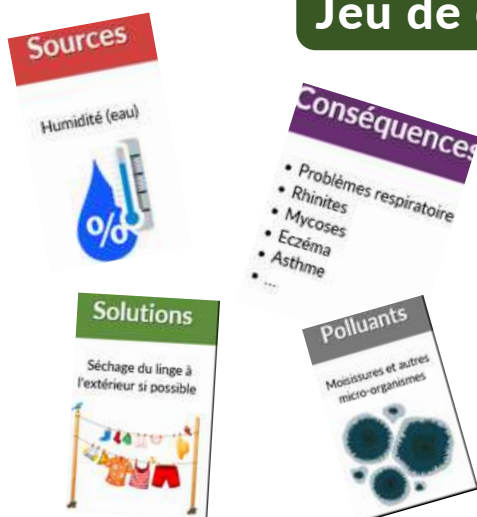 Jeu de
Sources
Humidité (eau)
%
Conséquences
• Problèmes respiratoire
• Rhinites
• Mycoses
• Eczéma
• Asthme
• ...
Solutions
Séchage du linge à
l'extérieur si possible
Polluants
Moisissures et autres
micro-organismes